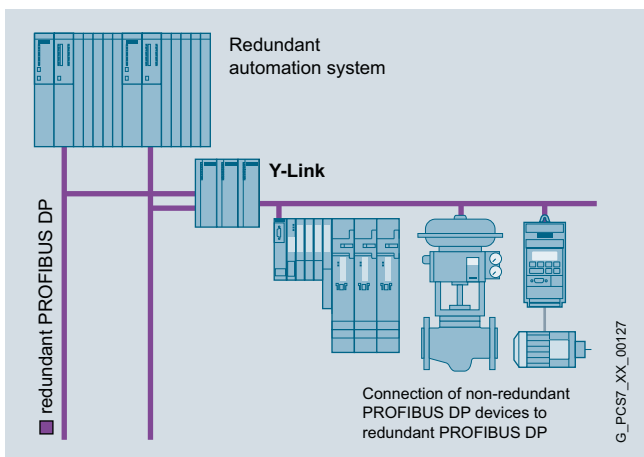 Redundant
automation system
Y-Link
redundant PROFIBUS DP
Connection of non-redundant
PROFIBUS DP devices to
redundant PROFIBUS DP
G_PCS7_XX_00127